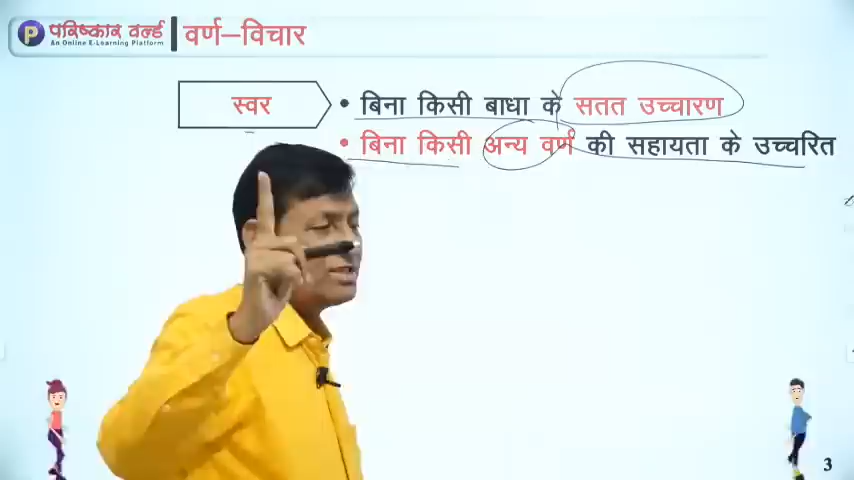 परिष्कार वर्ल्ड
An Online E-Learning Platform
वर्ण–विचार
स्वर
• बिना किसी बाधा के सतत उच्चारण
• बिना किसी अन्य वर्ण की सहायता के उच्चरित
3